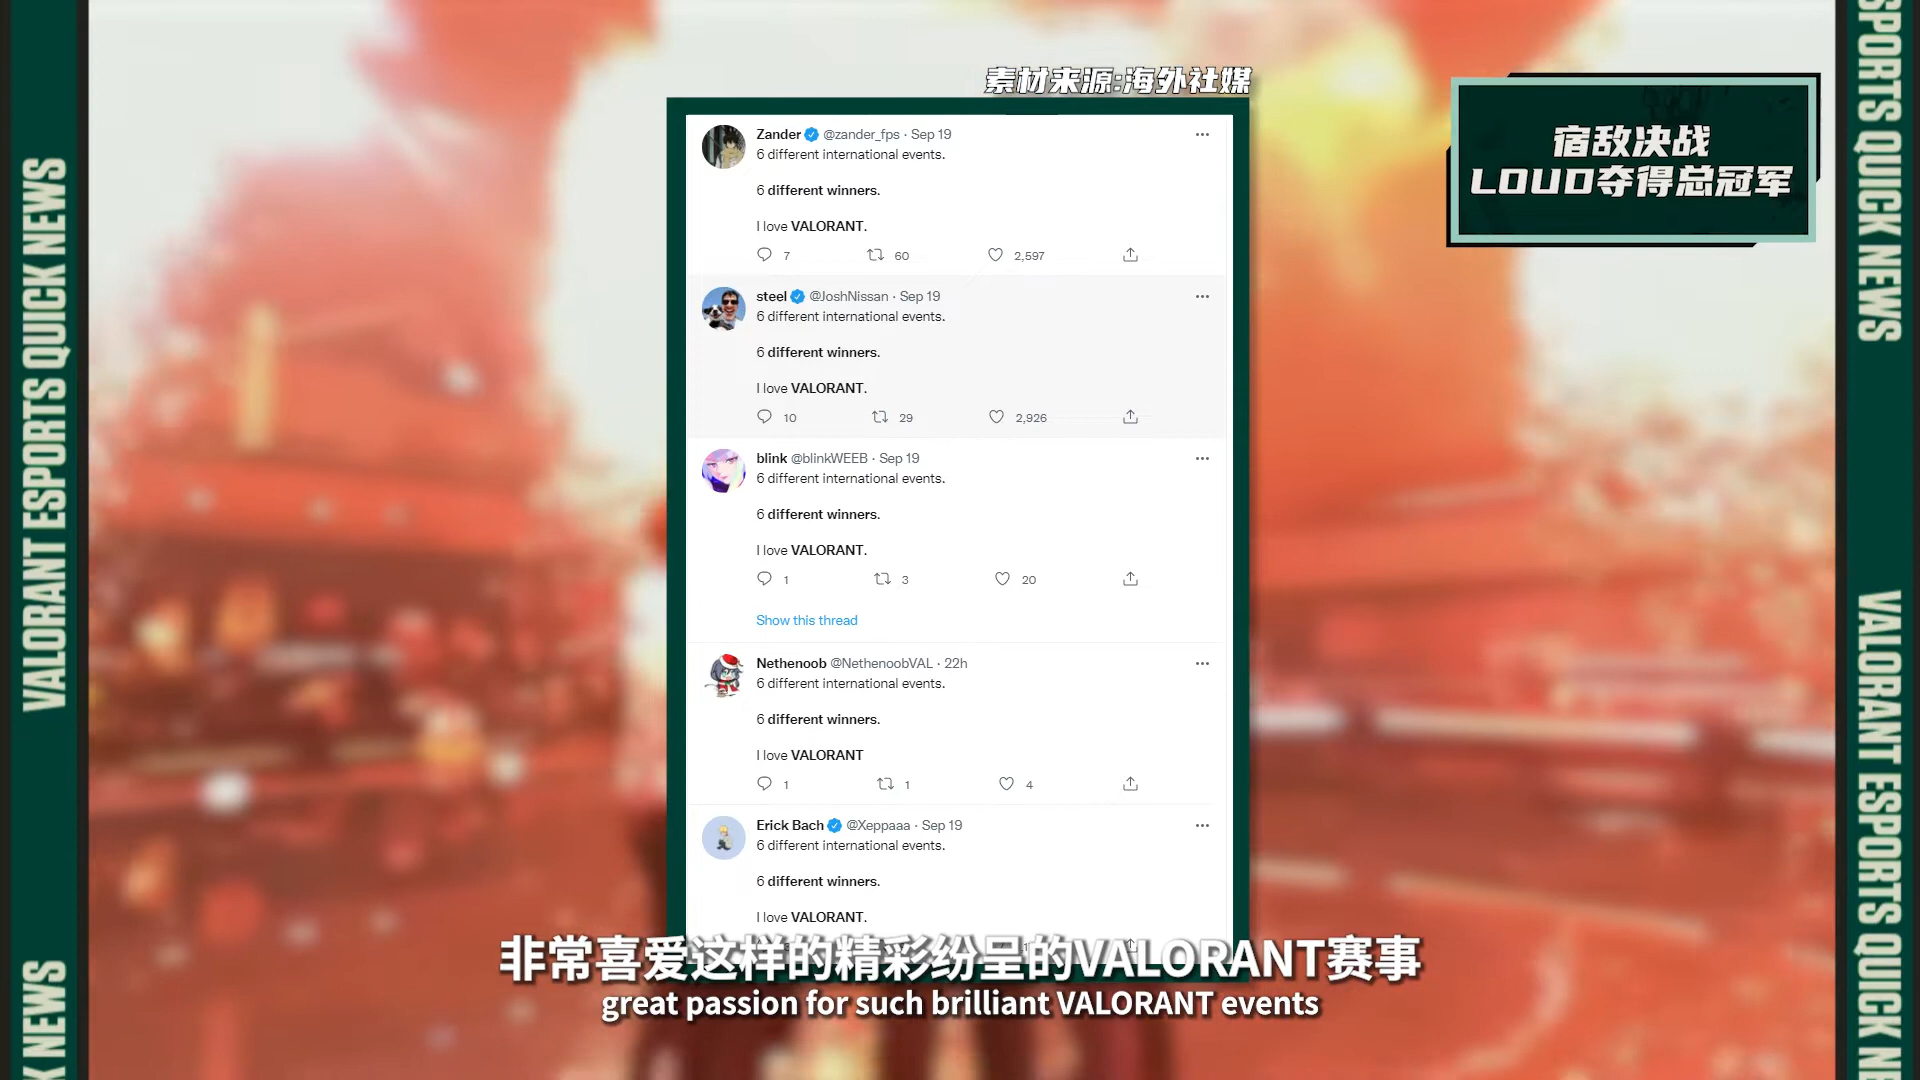 素材来源:海外社媒
宿敌决战
LOUD夺得总冠军
Zander @zander_fps · Sep 19
6 different international events.
6 different winners.
I love VALORANT.
7 60 2,597
steel @JoshNissan · Sep 19
6 different international events.
6 different winners.
I love VALORANT.
10 29 2,926
blink @blinkWEEB · Sep 19
6 different international events.
6 different winners.
I love VALORANT.
1 3 20
Show this thread
Nethenoob @NethenoobVAL · 22h
6 different international events.
6 different winners.
I love VALORANT
1 1 4
Erick Bach @Xeppaaa · Sep 19
6 different international events.
6 different winners.
I love VALORANT.
非常喜爱这样的精彩纷呈的VALORANT赛事
great passion for such brilliant VALORANT events
VALORANT ESPORTS QUICK NEWS
K NEWS
SPORTS QUICK NEWS
VALORANT ESPORTS QUICK NE